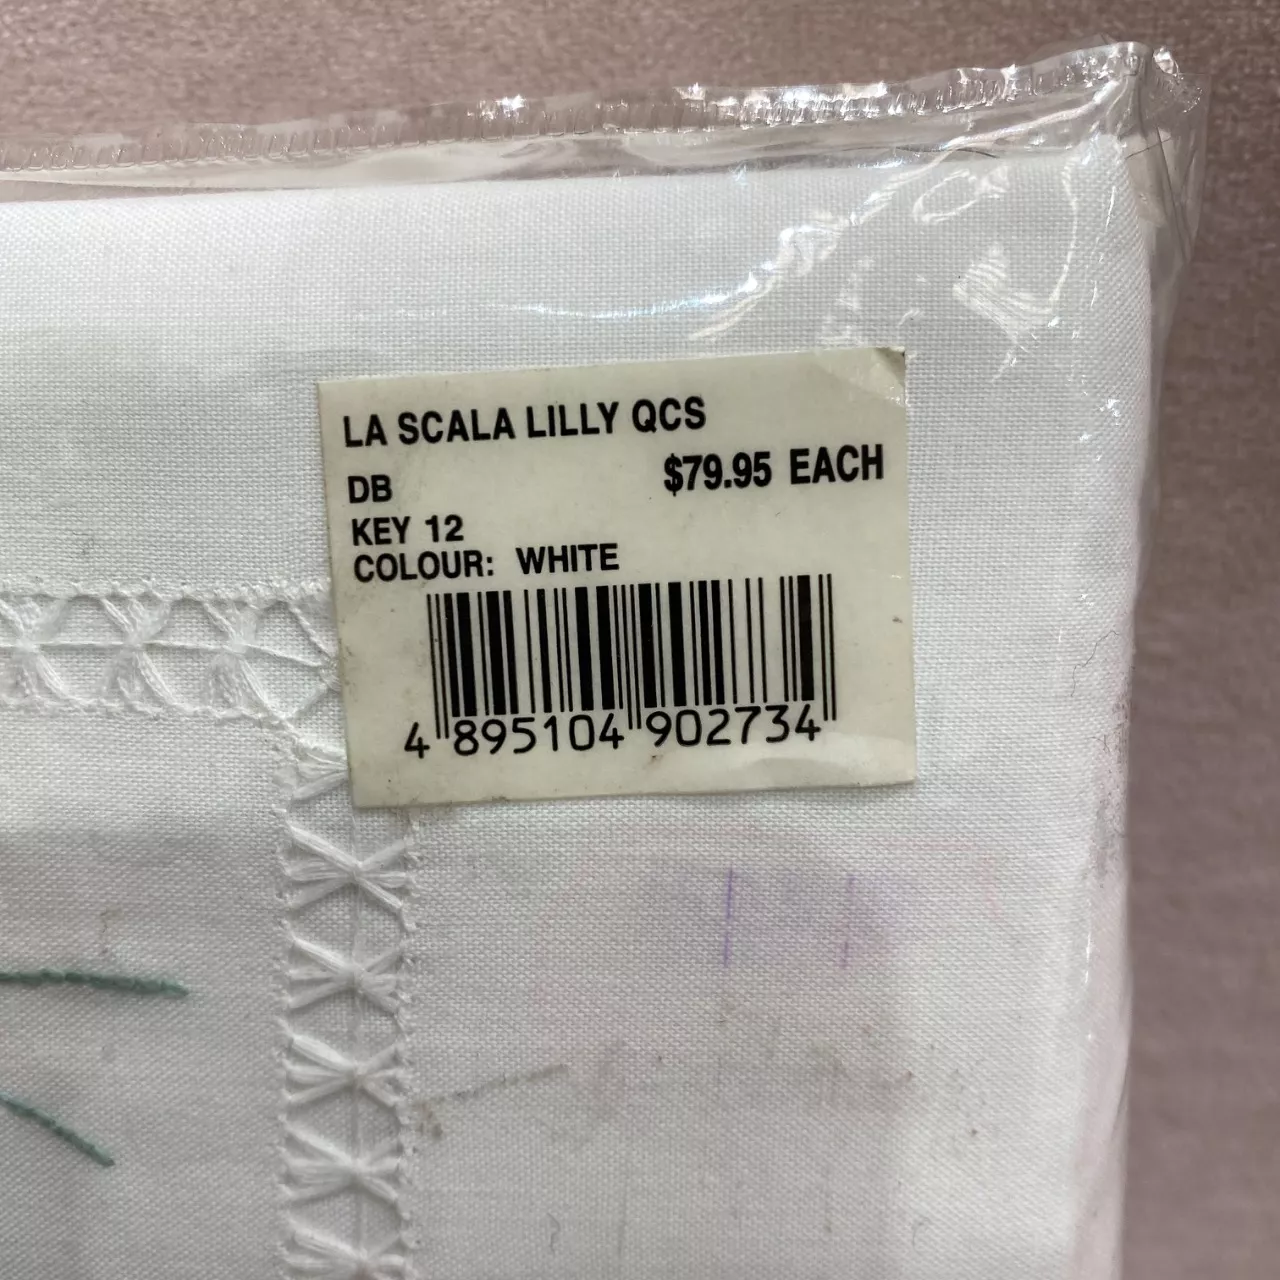 LA SCALA LILLY QCS
DB $79.95 EACH
KEY 12
COLOUR: WHITE
4 895104 902734